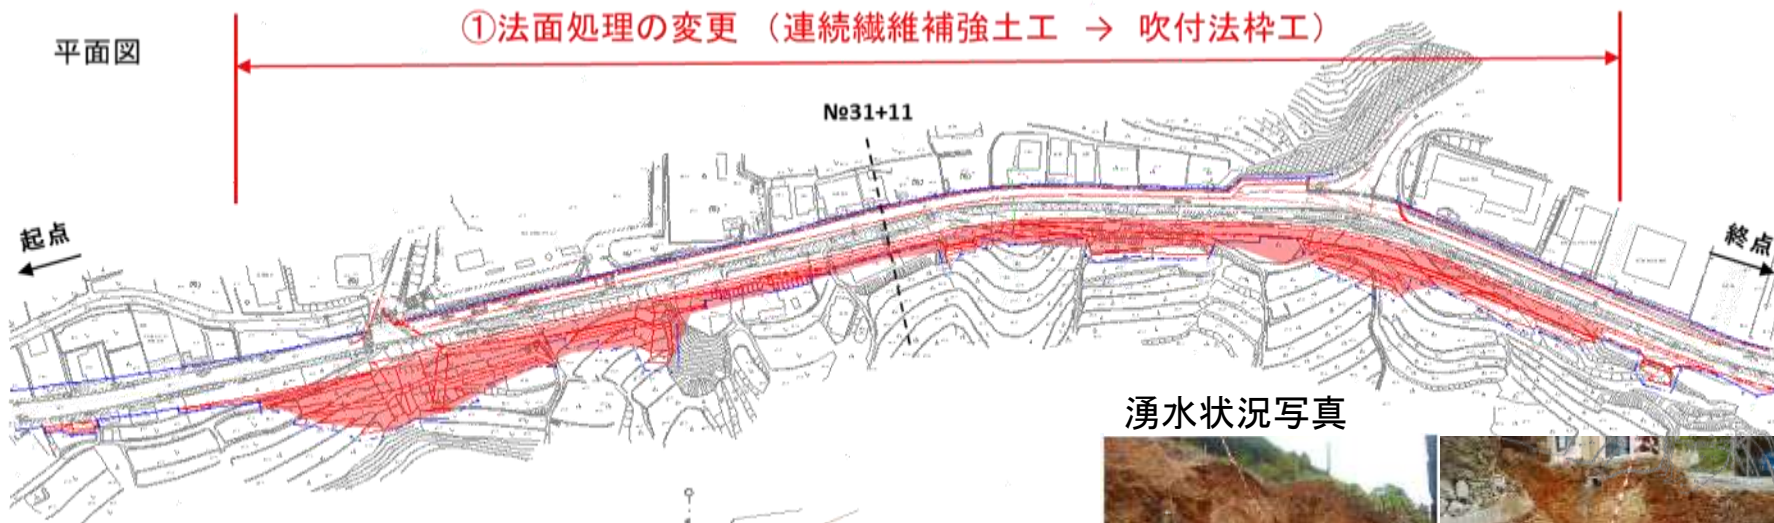 ①法面処理の変更 (連続繊維補強土工 → 吹付法枠工)
平面図
№31+11
起点
終点
湧水状況写真